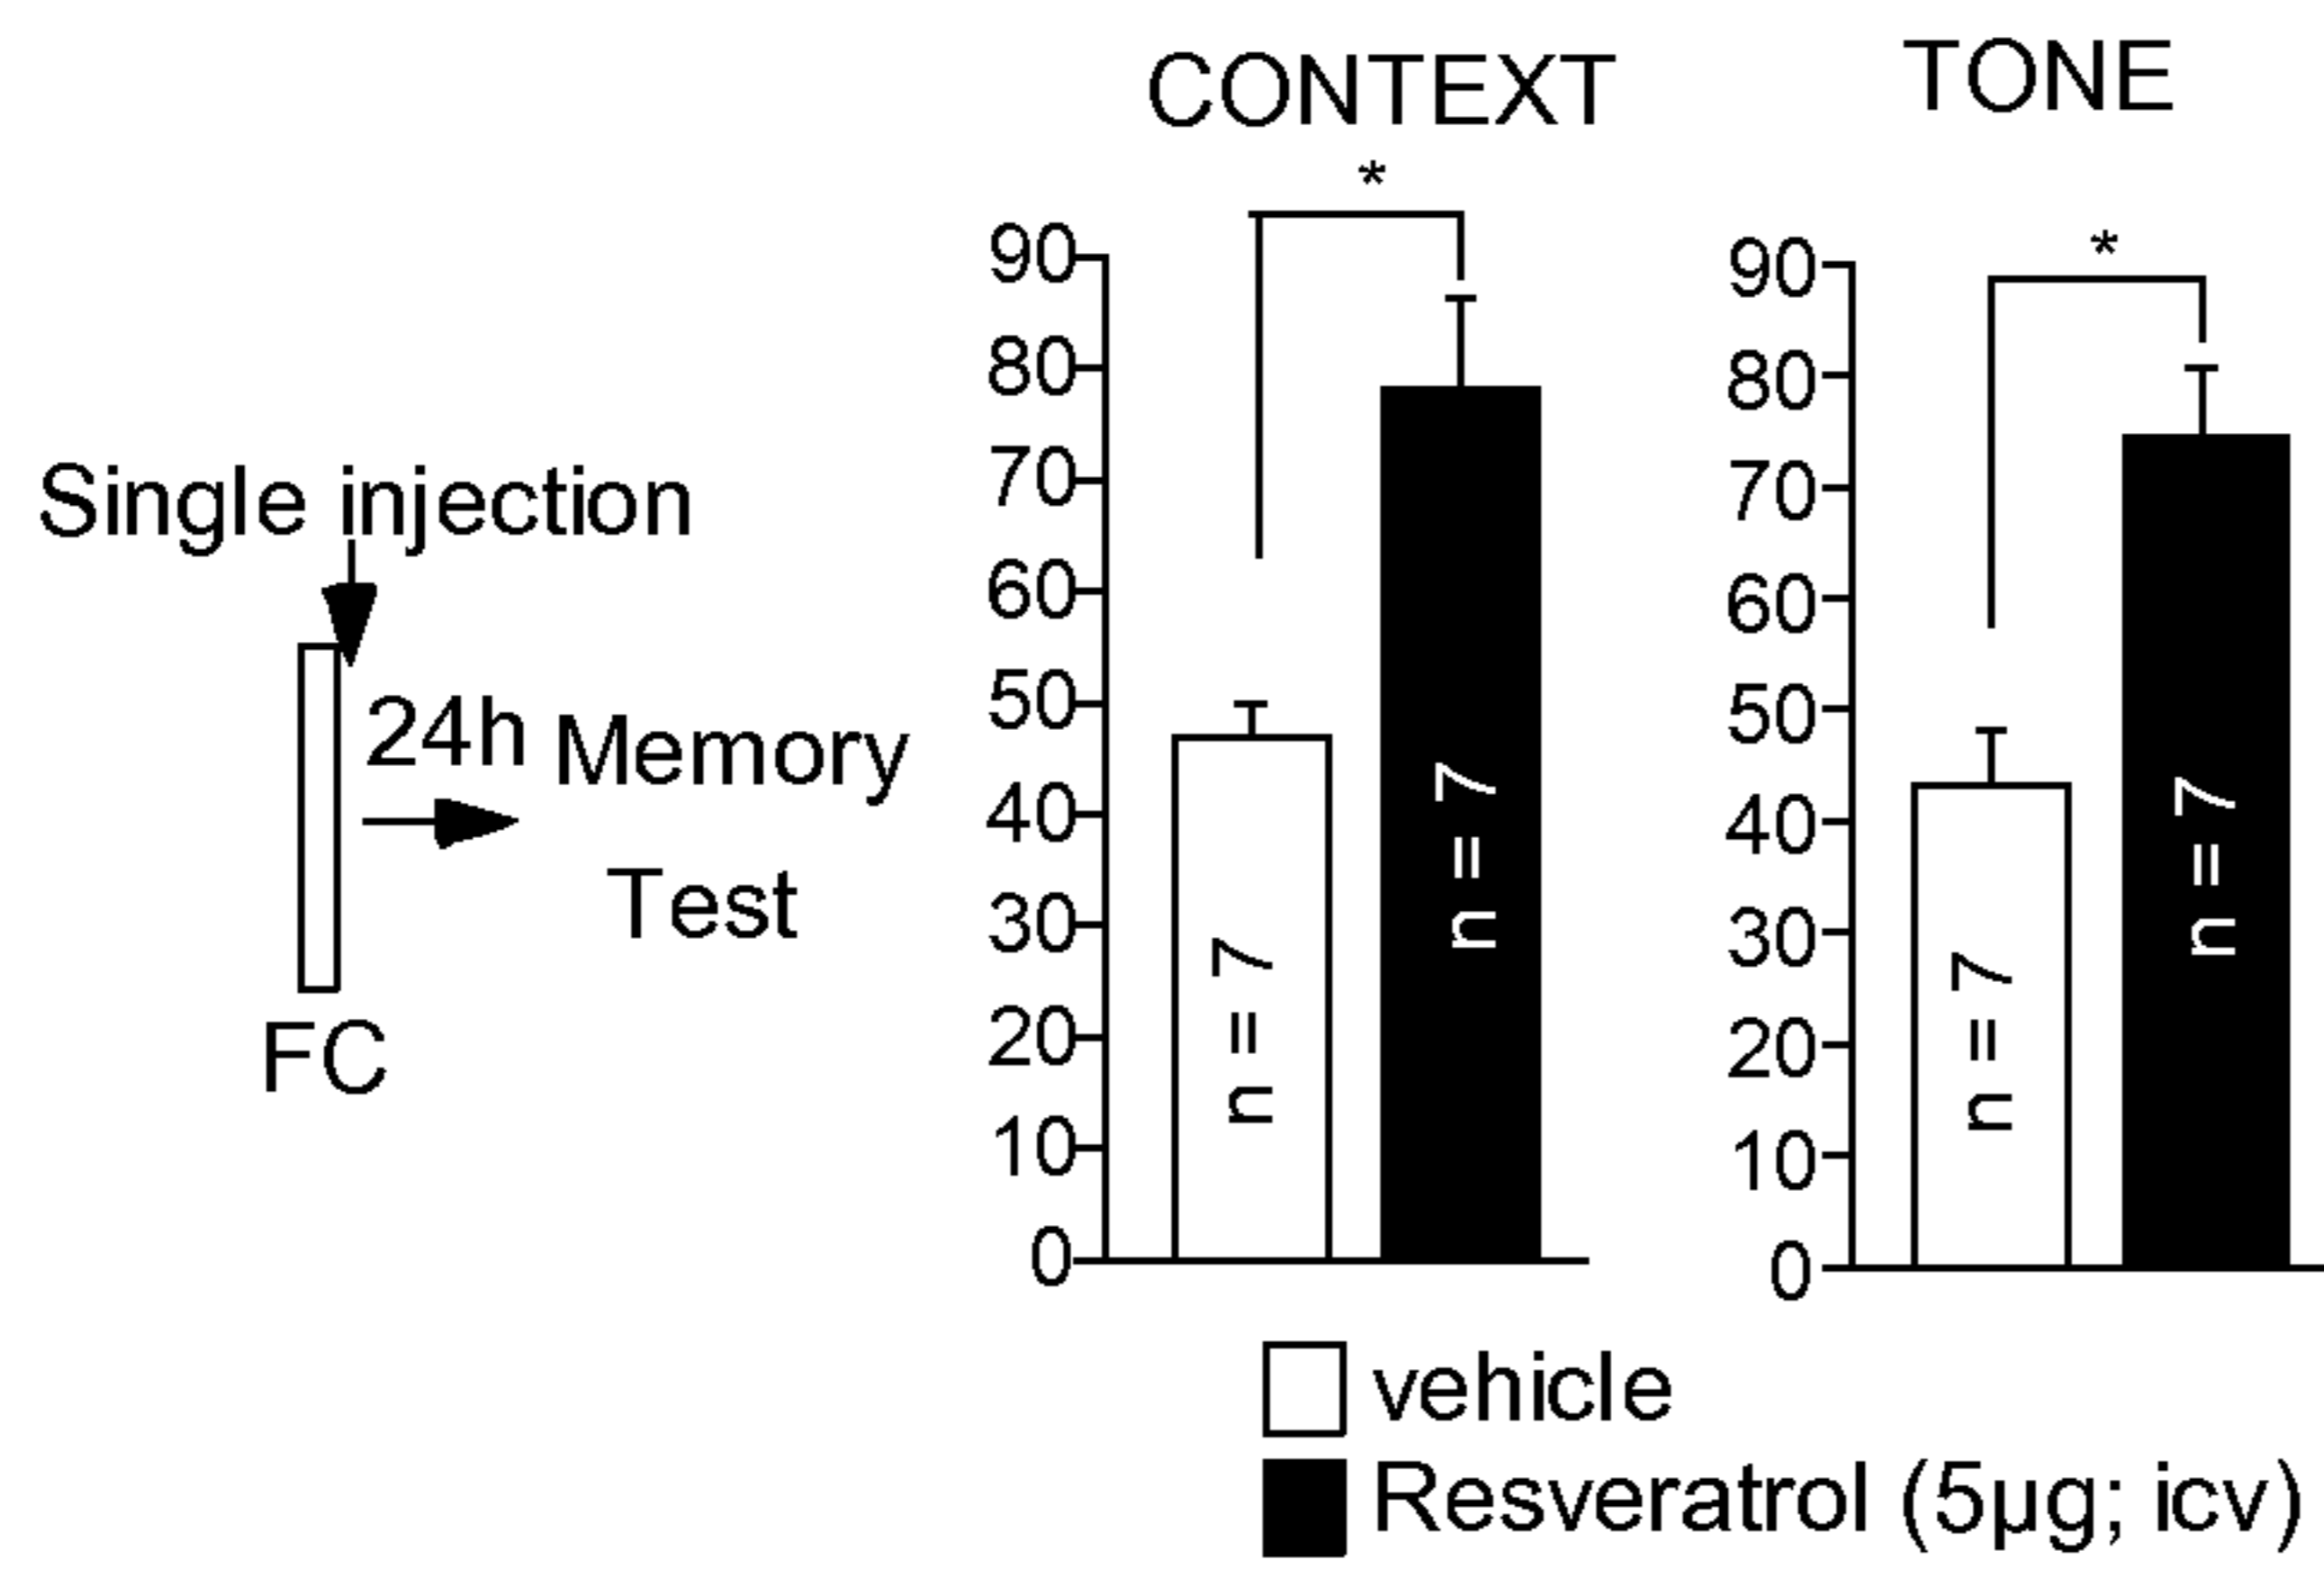 CONTEXT
TONE
*
*
Single injection
24h
Memory
Test
FC
90
80
70
60
50
40
30
20
10
0
n = 7
n = 7
90
80
70
60
50
40
30
20
10
0
n = 7
n = 7
vehicle
Resveratrol (5µg; icv)